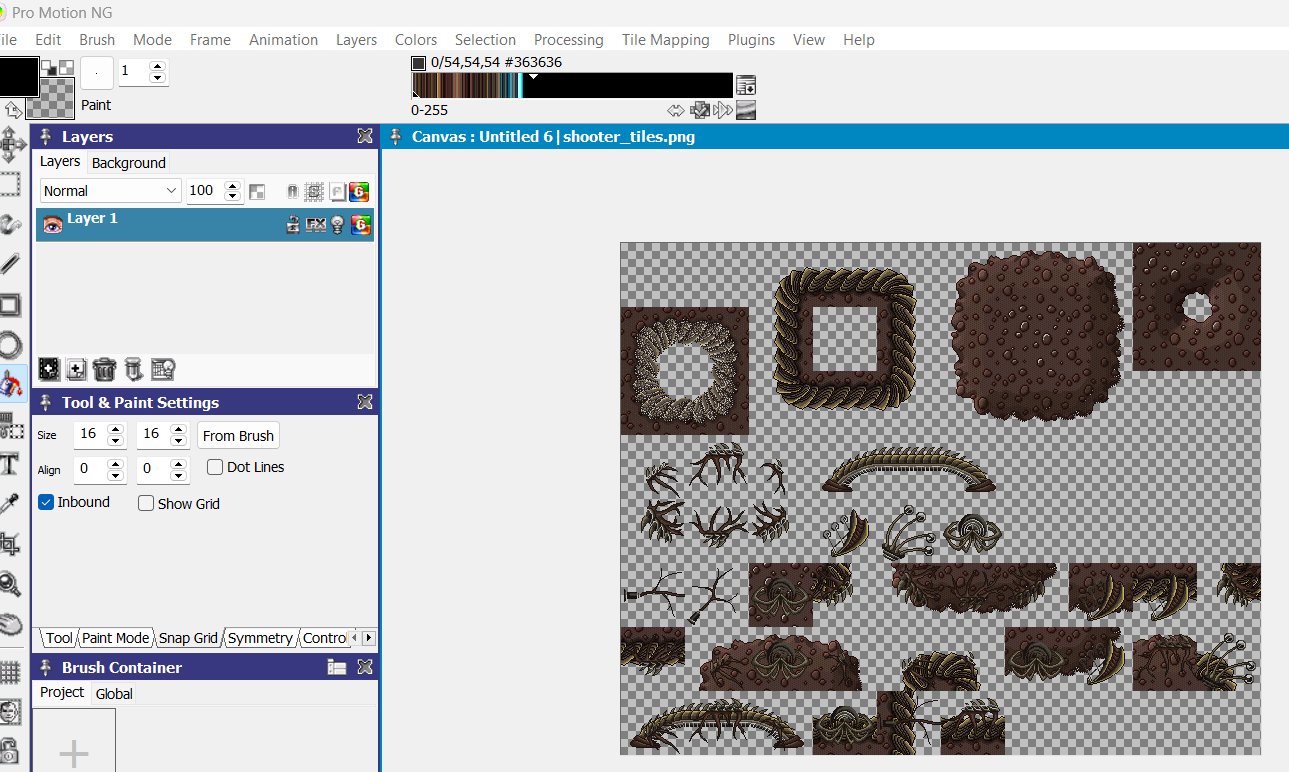 Pro Motion NG
ile Edit Brush Mode Frame Animation Layers Colors Selection Processing Tile Mapping Plugins View Help
0/54,54,54 #363636
1
Paint
0-255
Layers
Canvas : Untitled 6|shooter_tiles.png
Layers Background
Normal 100
Layer 1
FX
Tool & Paint Settings
Size 16 16 From Brush
Align 0 0 Dot Lines
Inbound Show Grid
Tool Paint Mode Snap Grid Symmetry Contro
Brush Container
Project Global